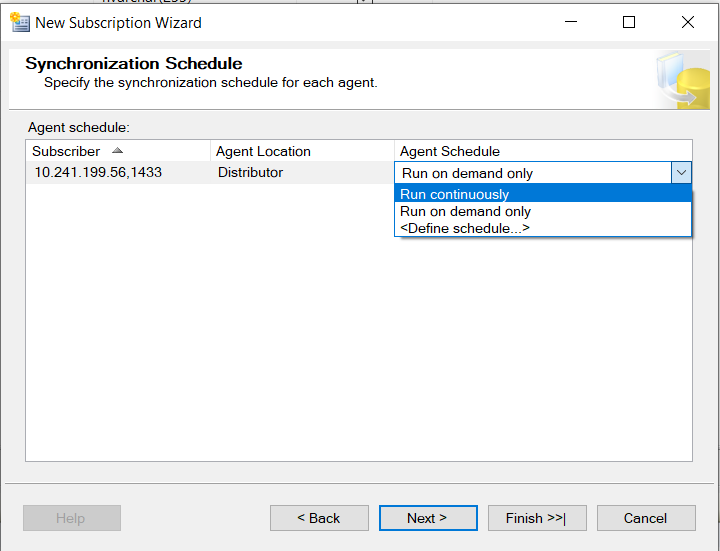 New Subscription Wizard
Synchronization Schedule
Specify the synchronization schedule for each agent.
Agent schedule:
Subscriber Agent Location Agent Schedule
10.241.199.56,1433 Distributor Run on demand only
Run continuously
Run on demand only
<Define schedule...>
Help < Back Next > Finish >>| Cancel